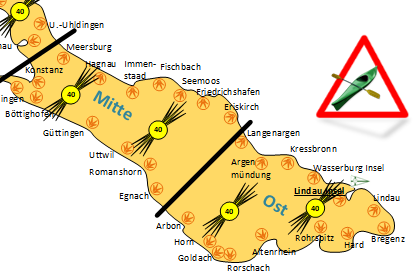 40
U.-Uhldingen
nau
Meersburg
Konstanz
Hagnau
Immen-
staad
Fischbach
Seemoos
Friedrichshafen
Eriskirch
ingen
40
Mitte
Böttighofen
Güttingen
40
Langenargen
Uttwil
Romanshorn
Argen
mündung
Kressbronn
Wasserburg Insel
Lindau Insel
Lindau
Egnach
40
Ost
40
Arbon
Horn
Goldach
Rorschach
Altenrhein
Rohrspitz
Hard
Bregenz